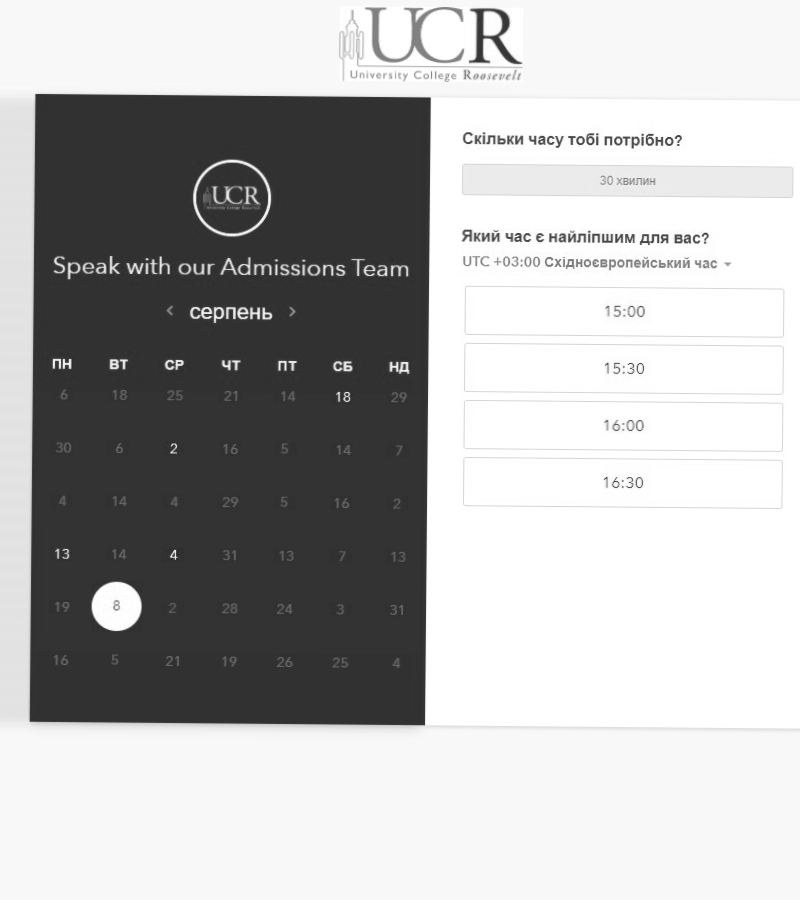 UCR
University College Roosevelt
UCR
Speak with our Admissions Team
серпень
ПН ВТ СР ЧТ ПТ СБ НД
6 18 25 21 14 18 29
30 6 2 16 5 14 7
4 14 4 29 5 16 2
13 14 4 31 13 7 13
19 8 2 28 24 3 31
16 5 21 19 26 25 4
Скільки часу тобі потрібно?
30 хвилин
Який час є найліпшим для вас?
UTC +03:00 Східноєвропейський час
15:00
15:30
16:00
16:30